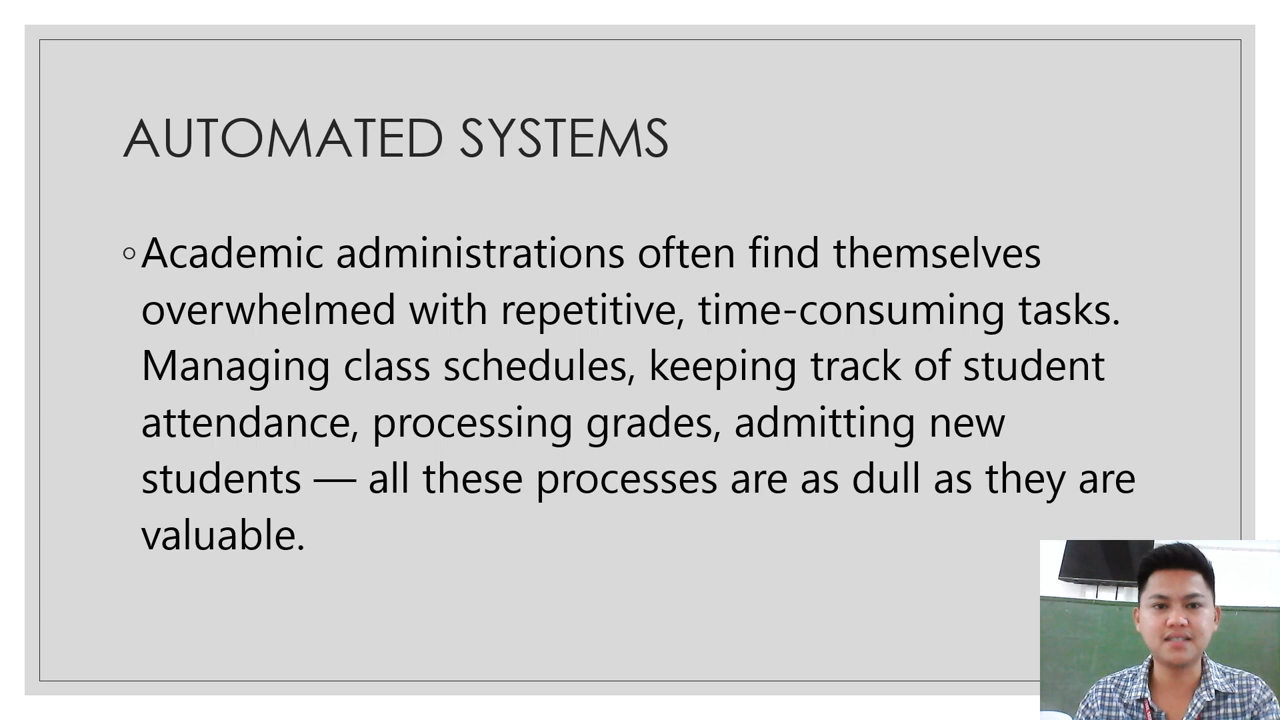 AUTOMATED SYSTEMS
◦Academic administrations often find themselves
overwhelmed with repetitive, time-consuming tasks.
Managing class schedules, keeping track of student
attendance, processing grades, admitting new
students — all these processes are as dull as they are
valuable.